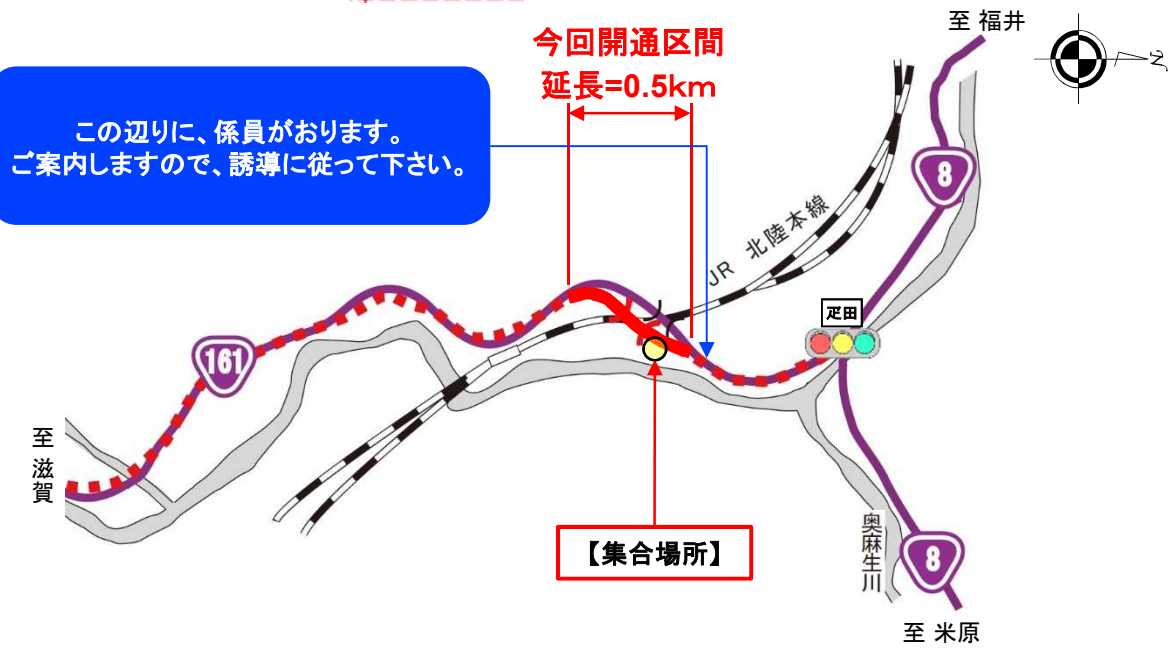 至 福井
N
今回開通区間
延長=0.5km
この辺りに、係員がおります。
ご案内しますので、誘導に従って下さい。
8
JR 北陸本線
疋田
161
至 滋賀
【集合場所】
奥麻生川
8
至 米原